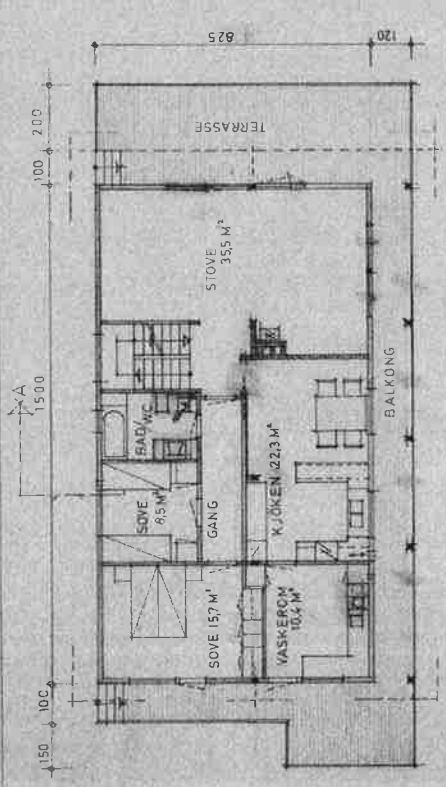 825
120
200
100
1500
100
150
A
TERRASSE
STOVE
35,5 M²
BALKONG
BAD/WC
SOVE
8,5 M²
GANG
KJØKEN 22,3 M²
SOVE 15,7 M²
VASKEROM
10,4 M²